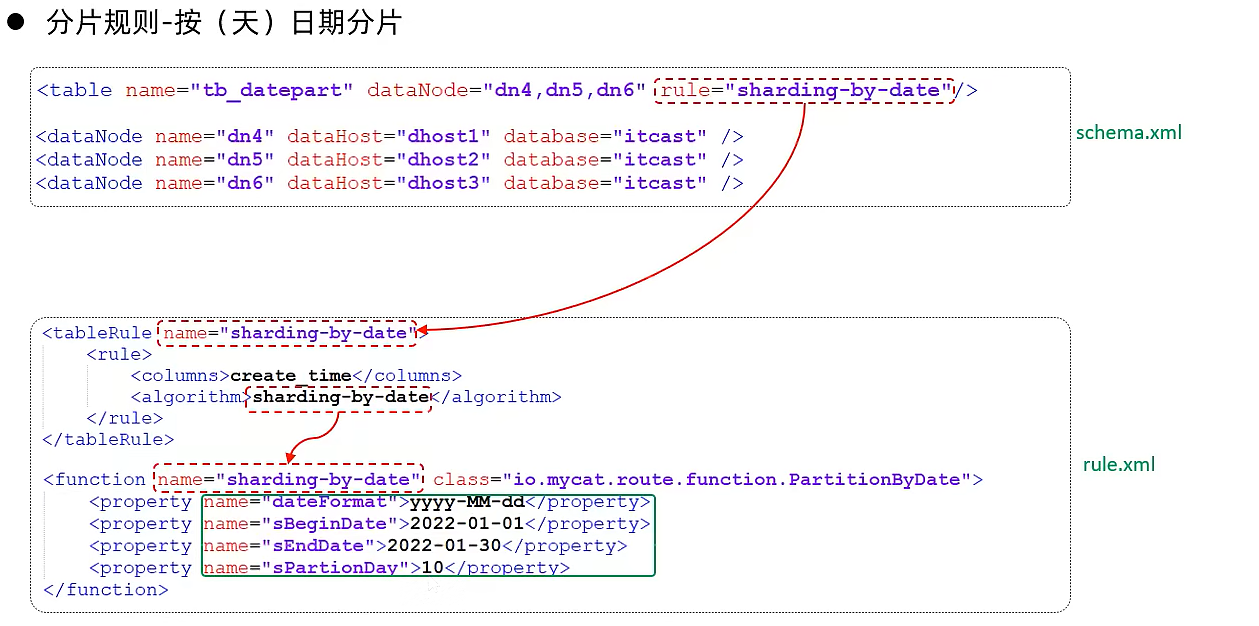 ● 分片规则-按（天）日期分片
<table name="tb_datepart" dataNode="dn4,dn5,dn6" rule="sharding-by-date"/>
<dataNode name="dn4" dataHost="dhost1" database="itcast" />
<dataNode name="dn5" dataHost="dhost2" database="itcast" />
<dataNode name="dn6" dataHost="dhost3" database="itcast" />
schema.xml
<tableRule name="sharding-by-date">
<rule>
<columns>create_time</columns>
<algorithm>sharding-by-date</algorithm>
</rule>
</tableRule>
<function name="sharding-by-date" class="io.mycat.route.function.PartitionByDate">
<property name="dateFormat">yyyy-MM-dd</property>
<property name="sBeginDate">2022-01-01</property>
<property name="sEndDate">2022-01-30</property>
<property name="sPartionDay">10</property>
</function>
rule.xml